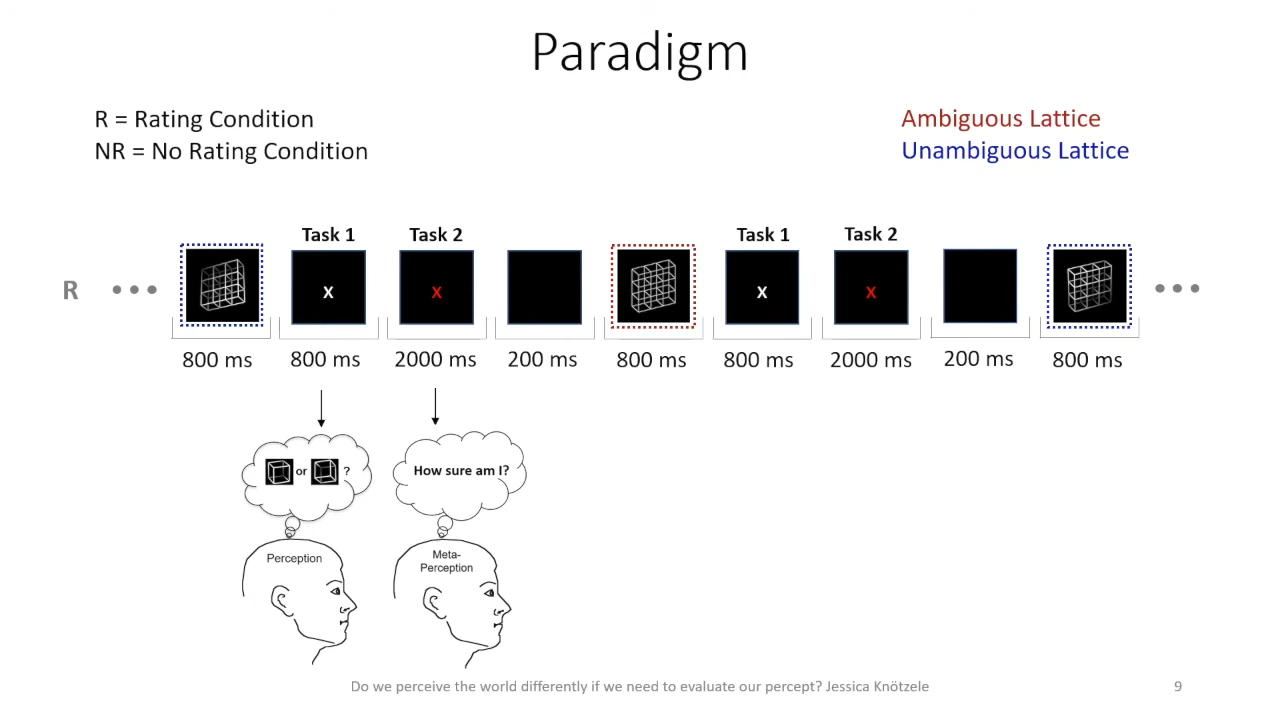 Paradigm
R = Rating Condition
NR = No Rating Condition
Ambiguous Lattice
Unambiguous Lattice
Task 1
Task 2
Task 1
Task 2
R
X
X
X
X
800 ms
800 ms
2000 ms
200 ms
800 ms
800 ms
2000 ms
200 ms
800 ms
or ?
How sure am I?
Perception
Meta-
Perception
Do we perceive the world differently if we need to evaluate our percept? Jessica Knötzele
9